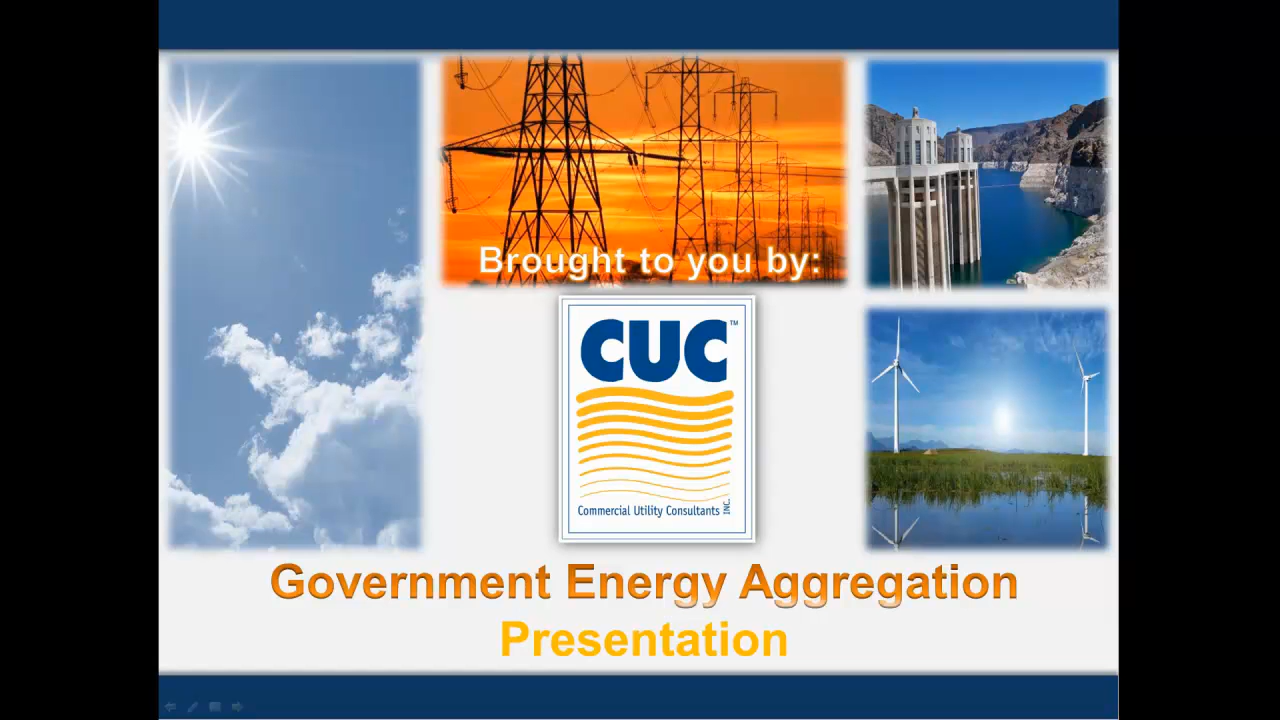 Brought to you by:
CUC™
Commercial Utility Consultants INC.
Government Energy Aggregation
Presentation